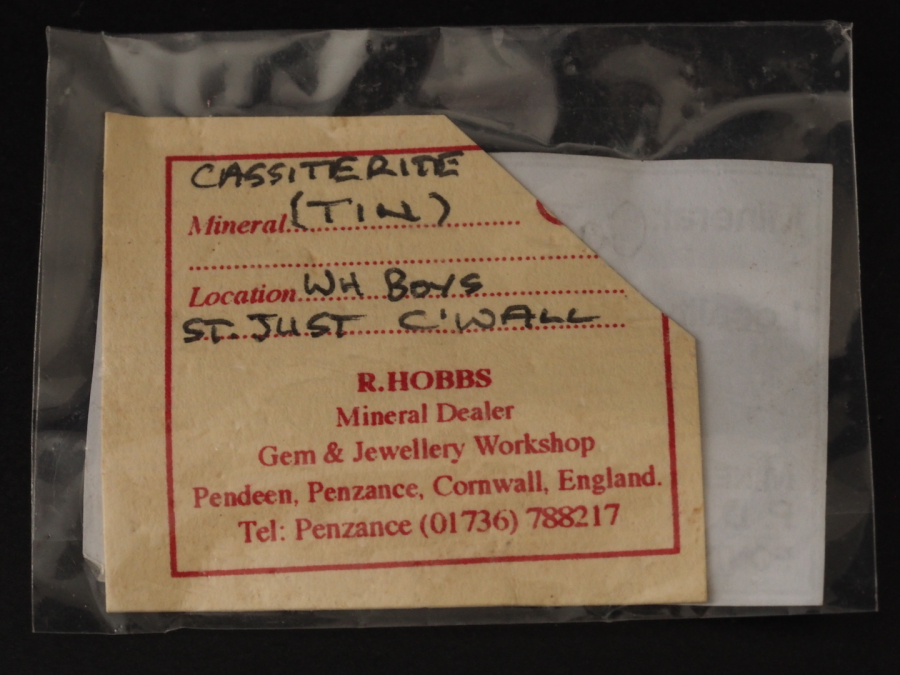 CASSITERITE
Mineral (TIN)
Location WH BOYS
ST. JUST C'WALL
R.HOBBS
Mineral Dealer
Gem & Jewellery Workshop
Pendeen, Penzance, Cornwall, England.
Tel: Penzance (01736) 788217